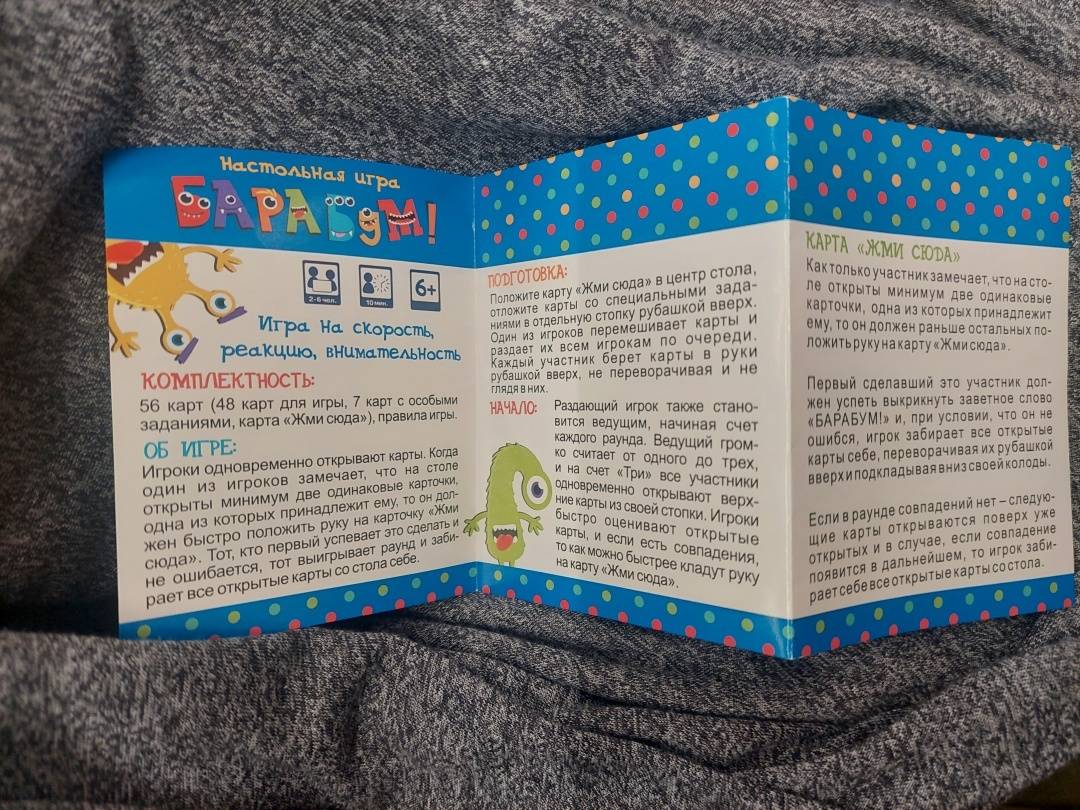 Настольная игра
БАРАБУМ!
2-6 чел.
10 мин.
6+
Игра на скорость,
реакцию, внимательность
КОМПЛЕКТНОСТЬ:
56 карт (48 карт для игры, 7 карт с особыми
заданиями, карта «Жми сюда»), правила игры.
ОБ ИГРЕ:
Игроки одновременно открывают карты. Когда
один из игроков замечает, что на столе
открыты минимум две одинаковые карточки,
одна из которых принадлежит ему, то он дол-
жен быстро положить руку на карточку «Жми
сюда». Тот, кто первый успевает это сделать и
не ошибается, тот выигрывает раунд и заби-
рает все открытые карты со стола себе.
ПОДГОТОВКА:
Положите карту «Жми сюда» в центр стола,
отложите карты со специальными зада-
ниями в отдельную стопку рубашкой вверх.
Один из игроков перемешивает карты и
раздает их всем игрокам по очереди.
Каждый участник берет карты в руки
рубашкой вверх, не переворачивая и не
глядя в них.
НАЧАЛО:
Раздающий игрок также стано-
вится ведущим, начиная счет
каждого раунда. Ведущий гром-
ко считает от одного до трех,
и на счет «Три» все участники
одновременно открывают верх-
ние карты из своей стопки. Игроки
быстро оценивают открытые
карты, и если есть совпадения,
то как можно быстрее кладут руку
на карту «Жми сюда».
КАРТА «ЖМИ СЮДА»
Как только участник замечает, что на сто-
ле открыты минимум две одинаковые
карточки, одна из которых принадлежит
ему, то он должен раньше остальных по-
ложить руку на карту «Жми сюда».
Первый сделавший это участник дол-
жен успеть выкрикнуть заветное слово
«БАРАБУМ!» и, при условии, что он не
ошибся, игрок забирает все открытые
карты себе, переворачивая их рубашкой
вверх и подкладывая вниз своей колоды.
Если в раунде совпадений нет – следую-
щие карты открываются поверх уже
открытых и в случае, если совпадение
появится в дальнейшем, то игрок заби-
рает себе все открытые карты со стола.